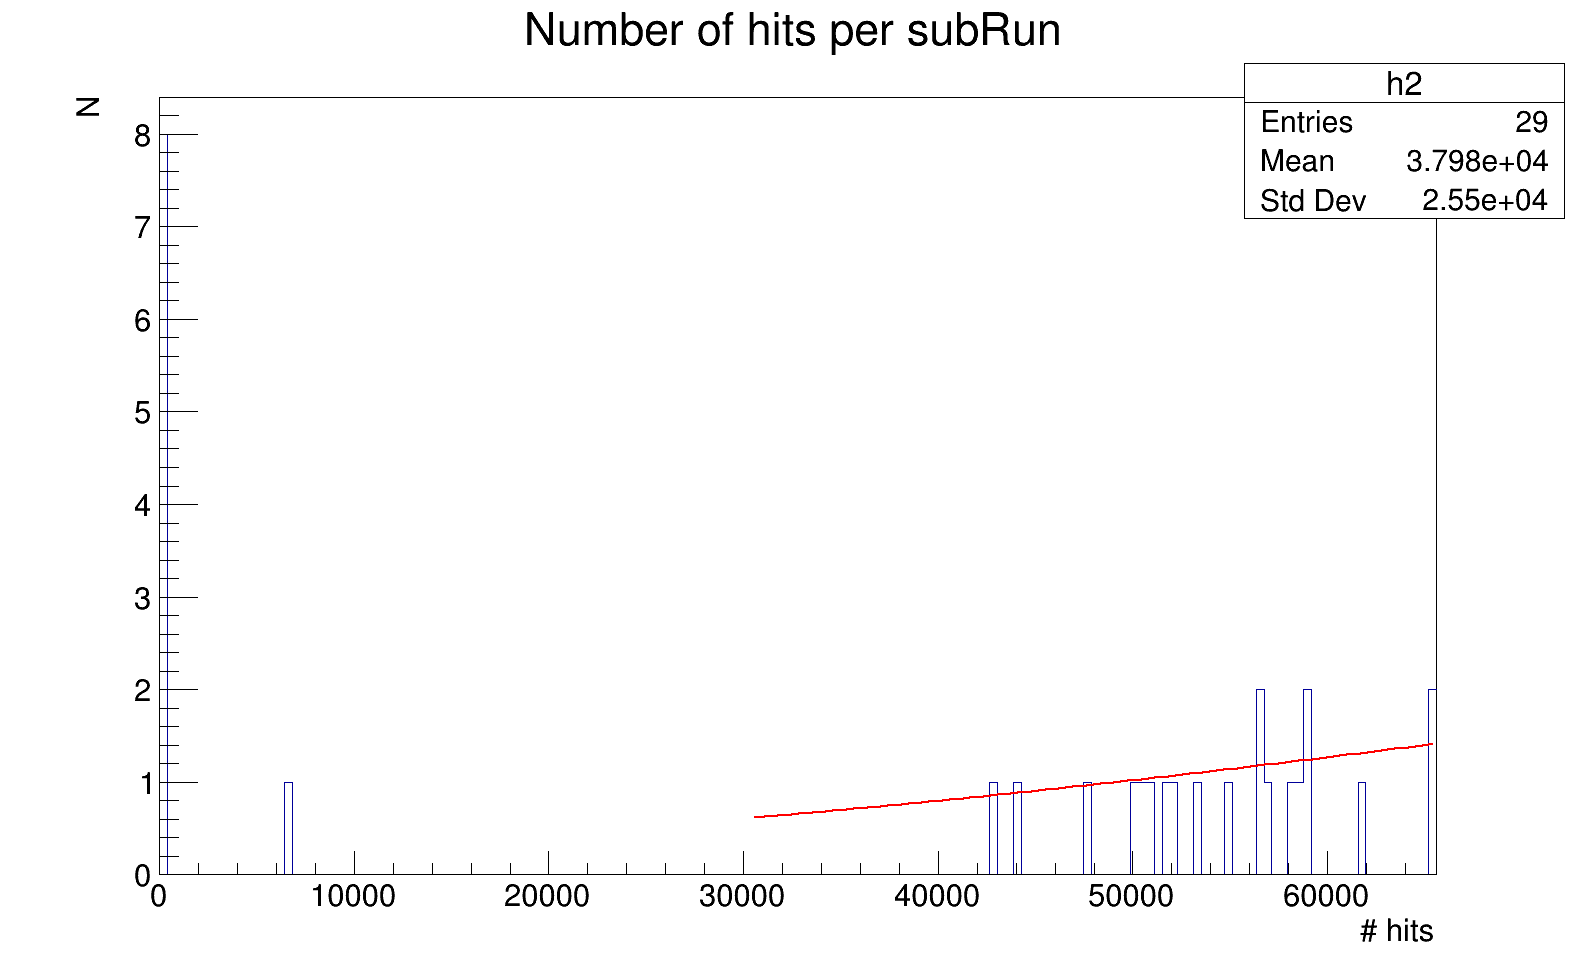 Number of hits per subRun
h2
Entries 29
Mean 3.798e+04
Std Dev 2.55e+04
N
8
7
6
5
4
3
2
1
0
0 10000 20000 30000 40000 50000 60000
# hits